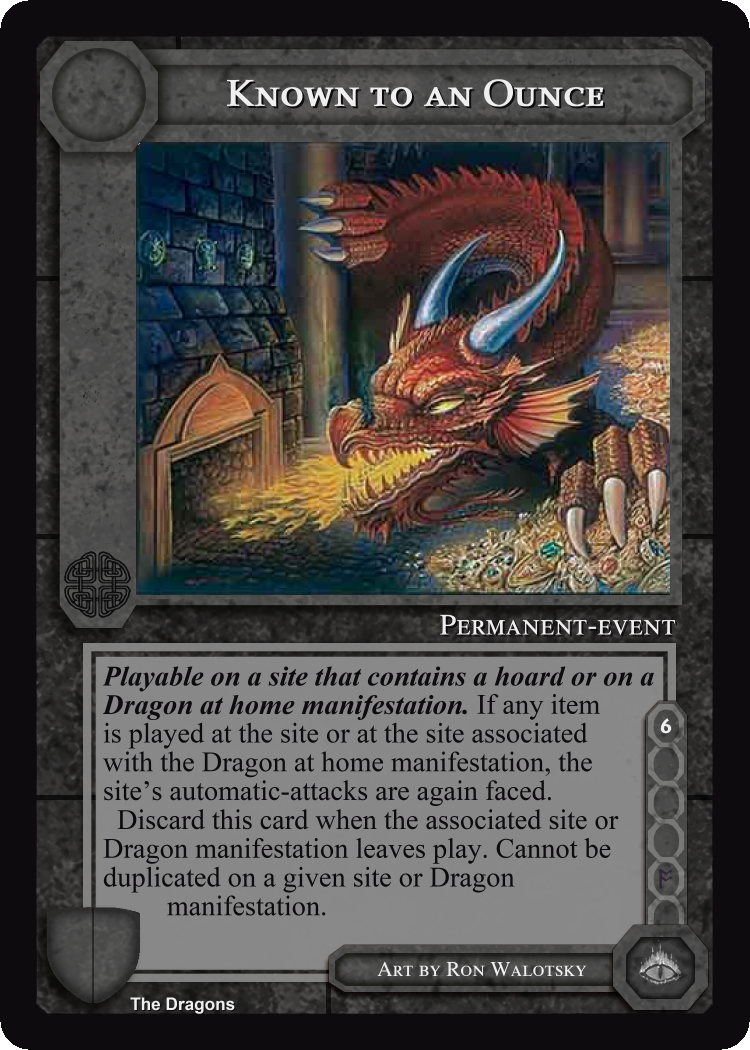 Known to an Ounce
Permanent-event
Playable on a site that contains a hoard or on a
Dragon at home manifestation. If any item
is played at the site or at the site associated
with the Dragon at home manifestation, the
site's automatic-attacks are again faced.
Discard this card when the associated site or
Dragon manifestation leaves play. Cannot be
duplicated on a given site or Dragon
manifestation.
6
Art by Ron Walotsky
The Dragons